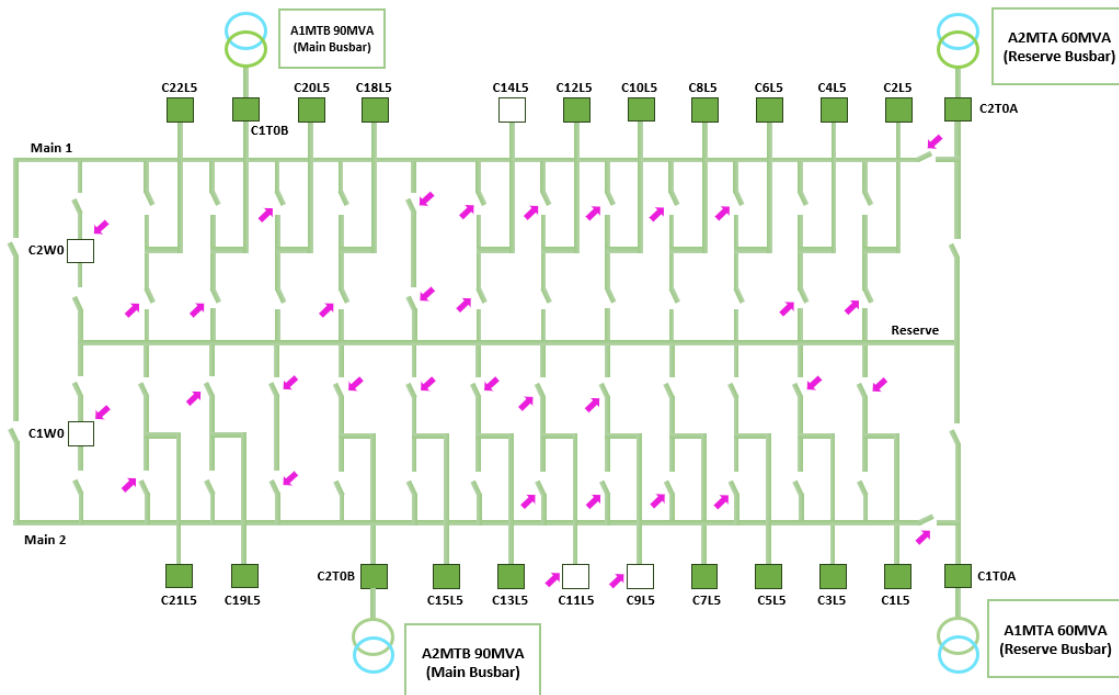 A1MTB 90MVA
(Main Busbar)
A2MTA 60MVA
(Reserve Busbar)
C22L5
C20L5
C18L5
C14L5
C12L5
C10L5
C8L5
C6L5
C4L5
C2L5
C1T0B
C2T0A
Main 1
C2W0
Reserve
C1W0
Main 2
C21L5
C19L5
C2T0B
C15L5
C13L5
C11L5
C9L5
C7L5
C5L5
C3L5
C1L5
C1T0A
A2MTB 90MVA
(Main Busbar)
A1MTA 60MVA
(Reserve Busbar)